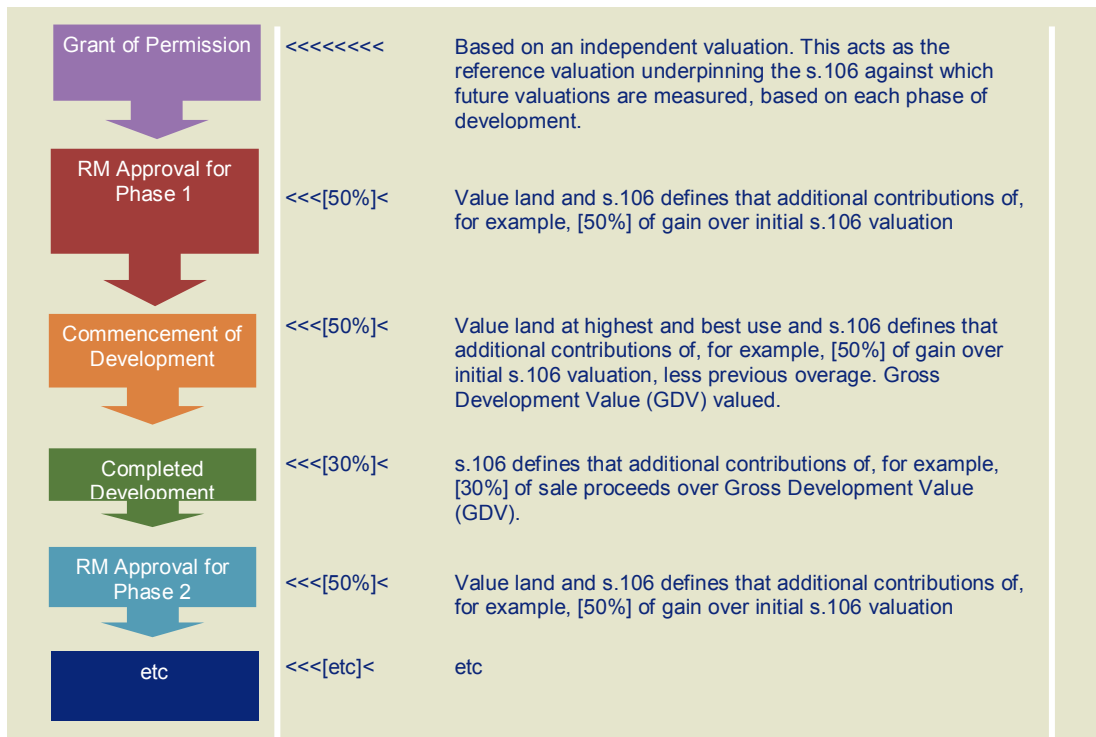 Grant of Permission
<<<<<<<<
Based on an independent valuation. This acts as the
reference valuation underpinning the s.106 against which
future valuations are measured, based on each phase of
development.
RM Approval for
Phase 1
<<<[50%]<
Value land and s.106 defines that additional contributions of,
for example, [50%] of gain over initial s.106 valuation
Commencement of
Development
<<<[50%]<
Value land at highest and best use and s.106 defines that
additional contributions of, for example, [50%] of gain over
initial s.106 valuation, less previous overage. Gross
Development Value (GDV) valued.
Completed
Development
<<<[30%]<
s.106 defines that additional contributions of, for example,
[30%] of sale proceeds over Gross Development Value
(GDV).
RM Approval for
Phase 2
<<<[50%]<
Value land and s.106 defines that additional contributions of,
for example, [50%] of gain over initial s.106 valuation
etc
<<<[etc]<
etc